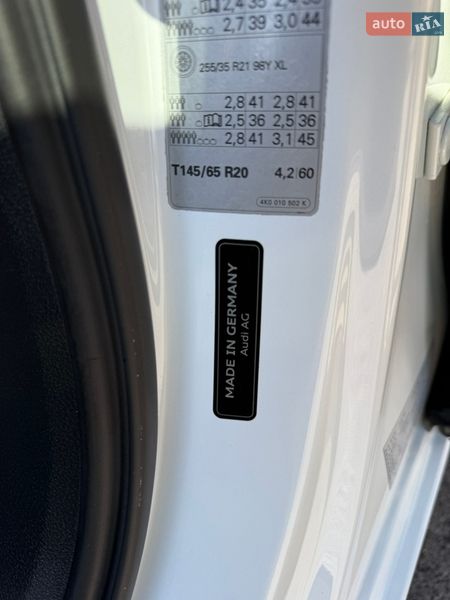 auto RIA
2,7 39 3,0 44
255/35 R21 98Y XL
2,8 41 2,8 41
2,5 36 2,5 36
2,8 41 3,1 45
T145/65 R20 4,2 60
4K0 010 502 K
MADE IN GERMANY
Audi AG